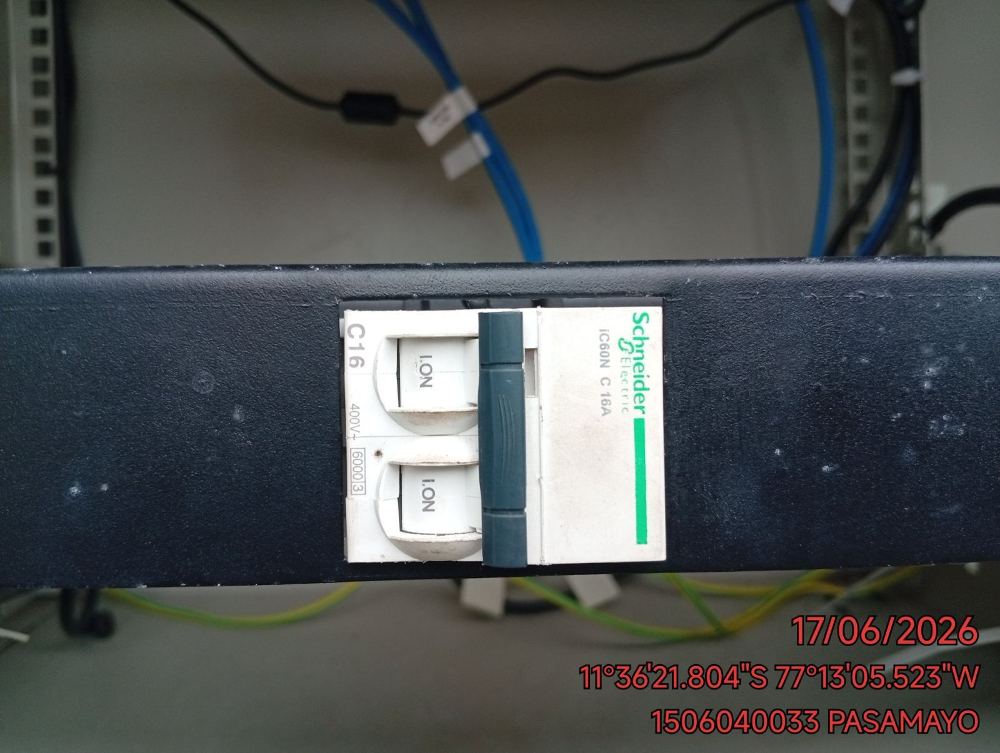 Schneider
Electric
iC60N C 16A
I.ON
I.ON
C16
400V~
6000 3
17/06/2026
11°36'21.804"S 77°13'05.523"W
1506040033 PASAMAYO